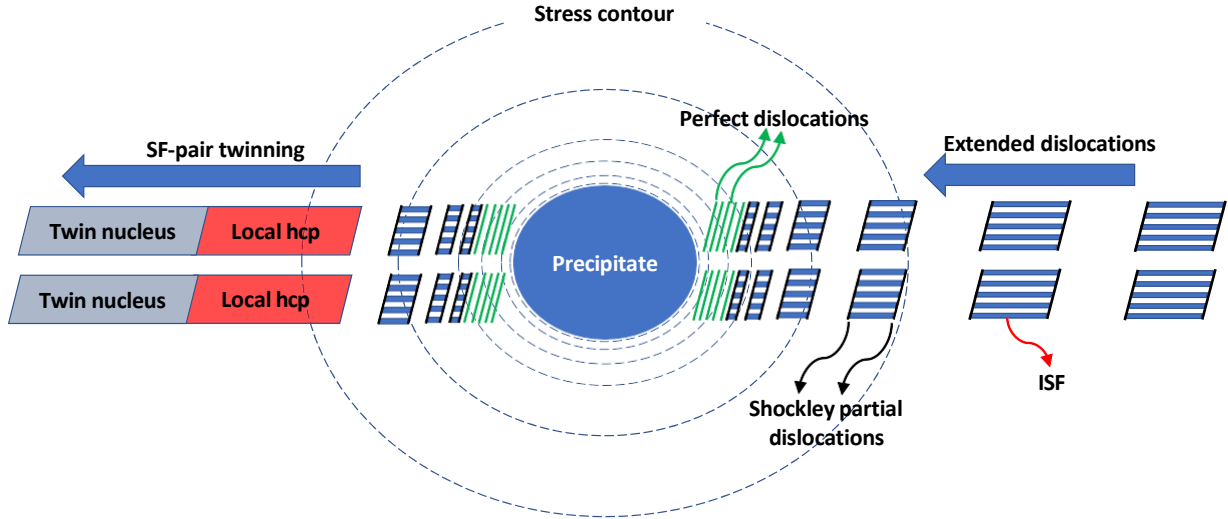 Stress contour
Perfect dislocations
SF-pair twinning
Extended dislocations
Twin nucleus
Local hcp
Precipitate
Twin nucleus
Local hcp
ISF
Shockley partial
dislocations